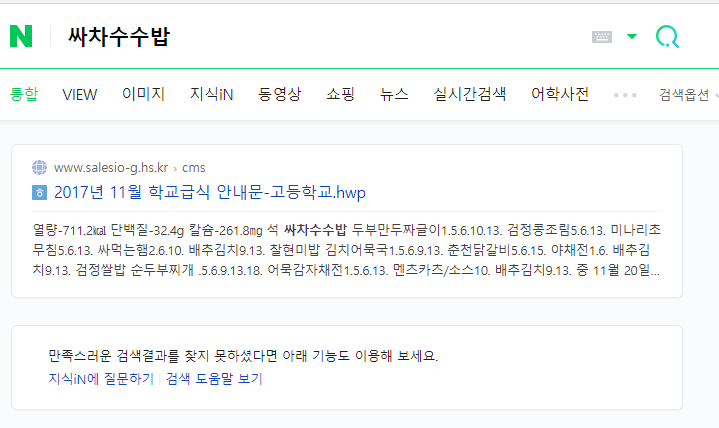 N 싸차수수밥
통합 VIEW 이미지 지식iN 동영상 쇼핑 뉴스 실시간검색 어학사전 ••• 검색옵션
www.salesio-g.hs.kr › cms
ㅎ 2017년 11월 학교급식 안내문-고등학교.hwp
열량-711.2㎉ 단백질-32.4g 칼슘-261.8㎎ 석 싸차수수밥 두부만두짜글이1.5.6.10.13. 검정콩조림5.6.13. 미나리초
무침5.6.13. 싸먹는햄2.6.10. 배추김치9.13. 찰현미밥 김치어묵국1.5.6.9.13. 춘천닭갈비5.6.15. 야채전1.6. 배추김
치9.13. 검정쌀밥 순두부찌개 .5.6.9.13.18. 어묵감자채전1.5.6.13. 멘츠카츠/소스10. 배추김치9.13. 중 11월 20일...
만족스러운 검색결과를 찾지 못하셨다면 아래 기능도 이용해 보세요.
지식iN에 질문하기 | 검색 도움말 보기